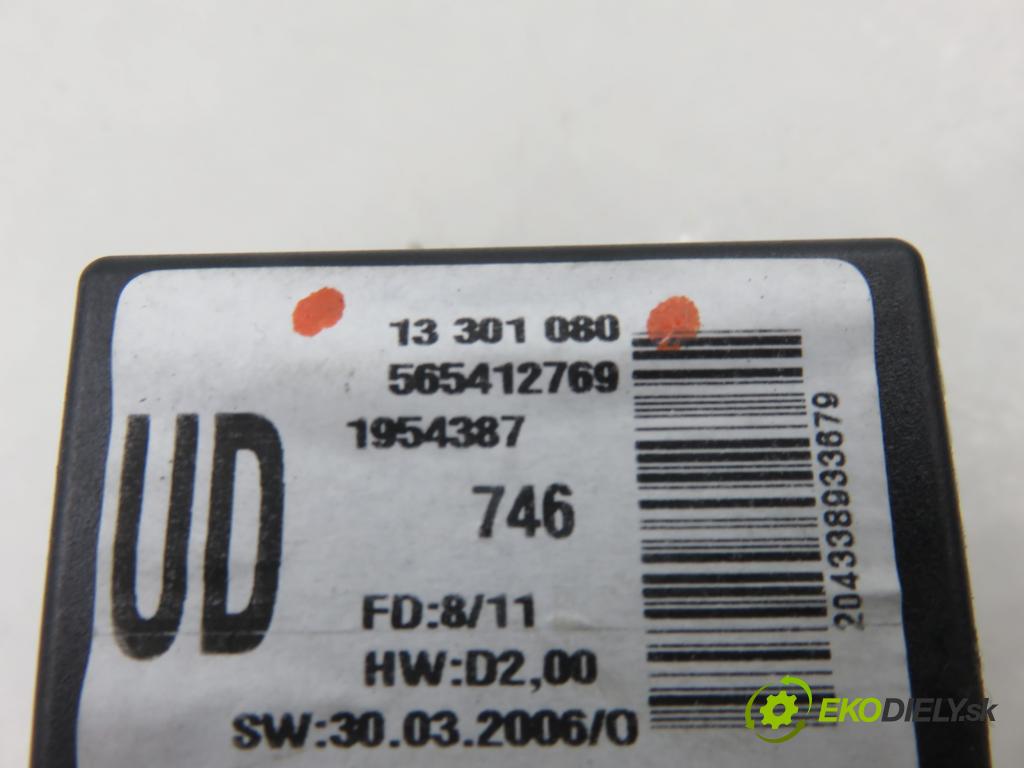 13 301 080
565412769
1954387
UD
746
FD:8/11
HW:D2,00
SW:30.03.2006/0
204338933679
EKODIELY.sk